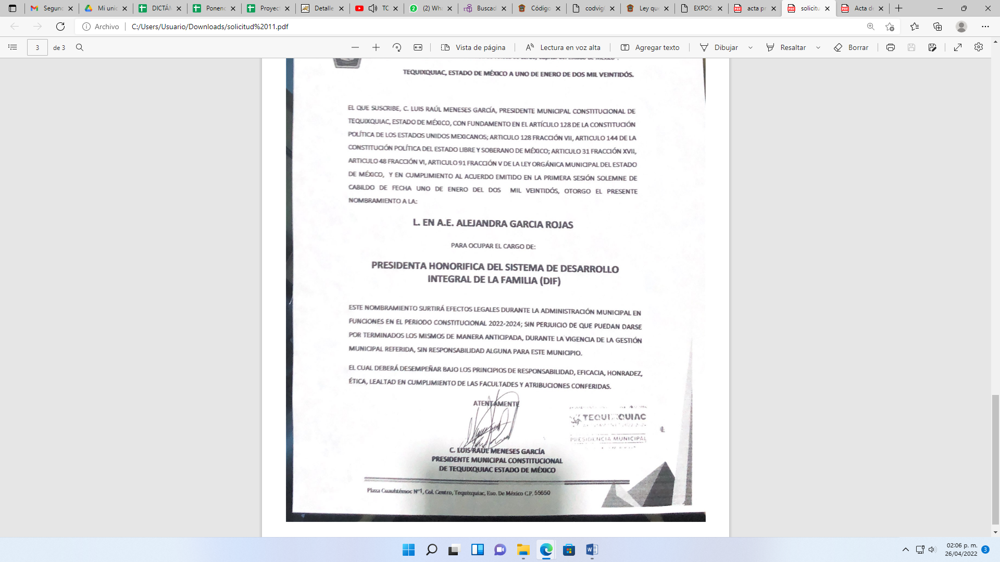 Segund
Mi unid
DICTÁN
Ponenc
Proyect
Detalle
TC
(2) Wha
Buscad
Código
codvigt
Ley que
EXPOSI
acta pr
solicitu
Acta de
Archivo
C:/Users/Usuario/Downloads/solicitud%2011.pdf
3 de 3
Vista de página
Lectura en voz alta
Agregar texto
Dibujar
Resaltar
Borrar
TEQUIXQUIAC, ESTADO DE MÉXICO A UNO DE ENERO DE DOS MIL VEINTIDÓS.
EL QUE SUSCRIBE, C. LUIS RAÚL MENESES GARCÍA, PRESIDENTE MUNICIPAL CONSTITUCIONAL DE
TEQUIXQUIAC, ESTADO DE MÉXICO, CON FUNDAMENTO EN EL ARTÍCULO 128 DE LA CONSTITUCIÓN
POLÍTICA DE LOS ESTADOS UNIDOS MEXICANOS; ARTICULO 128 FRACCIÓN VII, ARTICULO 144 DE LA
CONSTITUCIÓN POLÍTICA DEL ESTADO LIBRE Y SOBERANO DE MÉXICO; ARTICULO 31 FRACCIÓN XVII,
ARTICULO 48 FRACCIÓN VI, ARTICULO 91 FRACCIÓN V DE LA LEY ORGÁNICA MUNICIPAL DEL ESTADO
DE MÉXICO, Y EN CUMPLIMIENTO AL ACUERDO EMITIDO EN LA PRIMERA SESIÓN SOLEMNE DE
CABILDO DE FECHA UNO DE ENERO DEL DOS MIL VEINTIDÓS, OTORGO EL PRESENTE
NOMBRAMIENTO A LA:
L. EN A.E. ALEJANDRA GARCIA ROJAS
PARA OCUPAR EL CARGO DE:
PRESIDENTA HONORIFICA DEL SISTEMA DE DESARROLLO
INTEGRAL DE LA FAMILIA (DIF)
ESTE NOMBRAMIENTO SURTIRÁ EFECTOS LEGALES DURANTE LA ADMINISTRACIÓN MUNICIPAL EN
FUNCIONES EN EL PERIODO CONSTITUCIONAL 2022-2024; SIN PERJUICIO DE QUE PUEDAN DARSE
POR TERMINADOS LOS MISMOS DE MANERA ANTICIPADA, DURANTE LA VIGENCIA DE LA GESTIÓN
MUNICIPAL REFERIDA, SIN RESPONSABILIDAD ALGUNA PARA ESTE MUNICIPIO.
EL CUAL DEBERÁ DESEMPEÑAR BAJO LOS PRINCIPIOS DE RESPONSABILIDAD, EFICACIA, HONRADEZ,
ÉTICA, LEALTAD EN CUMPLIMIENTO DE LAS FACULTADES Y ATRIBUCIONES CONFERIDAS.
ATENTAMENTE
TEQUIXQUIAC
PRESIDENCIA MUNICIPAL
C. LUIS RAÚL MENESES GARCÍA
PRESIDENTE MUNICIPAL CONSTITUCIONAL
DE TEQUIXQUIAC ESTADO DE MÉXICO
Plaza Cuauhtémoc N°1, Col. Centro, Tequixquiac, Eso. De México C.P. 55650
02:06 p. m.
26/04/2022
3